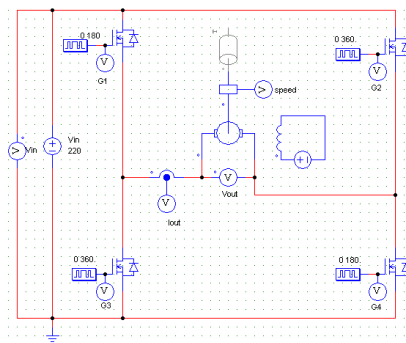 0 180
0 360.
V
V
G1
G2
T
V
speed
V
Vin
Vin
220
V
Vout
V
Iout
0 360.
0 180.
V
V
G3
G4